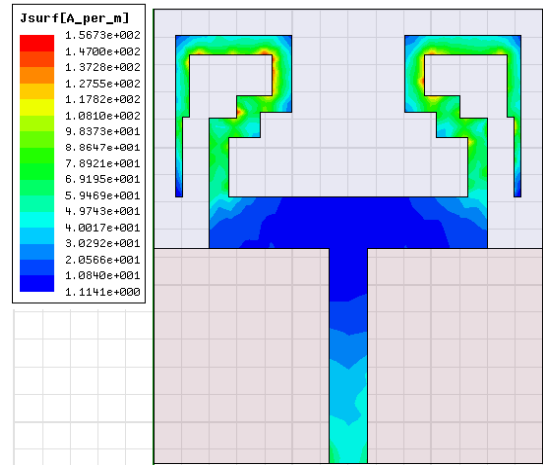 Jsurf[A_per_m]
1.5673e+002
1.4700e+002
1.3728e+002
1.2755e+002
1.1782e+002
1.0810e+002
9.8373e+001
8.8647e+001
7.8921e+001
6.9195e+001
5.9469e+001
4.9743e+001
4.0017e+001
3.0292e+001
2.0566e+001
1.0840e+001
1.1141e+000